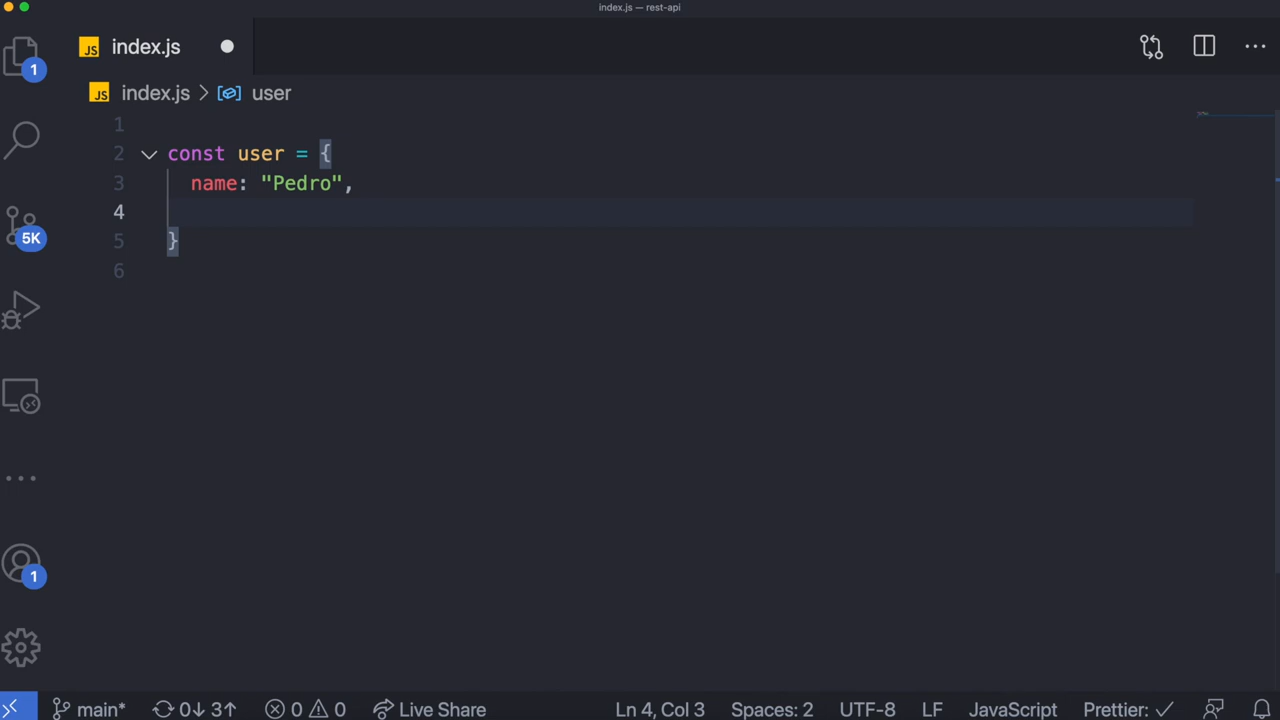 index.js — rest-api
JS index.js
JS index.js > user
1
2 const user = {
3 name: "Pedro",
4
5 }
6
1
5K
1
main* 0↓ 3↑ 0 0 Live Share Ln 4, Col 3 Spaces: 2 UTF-8 LF JavaScript Prettier: ✓